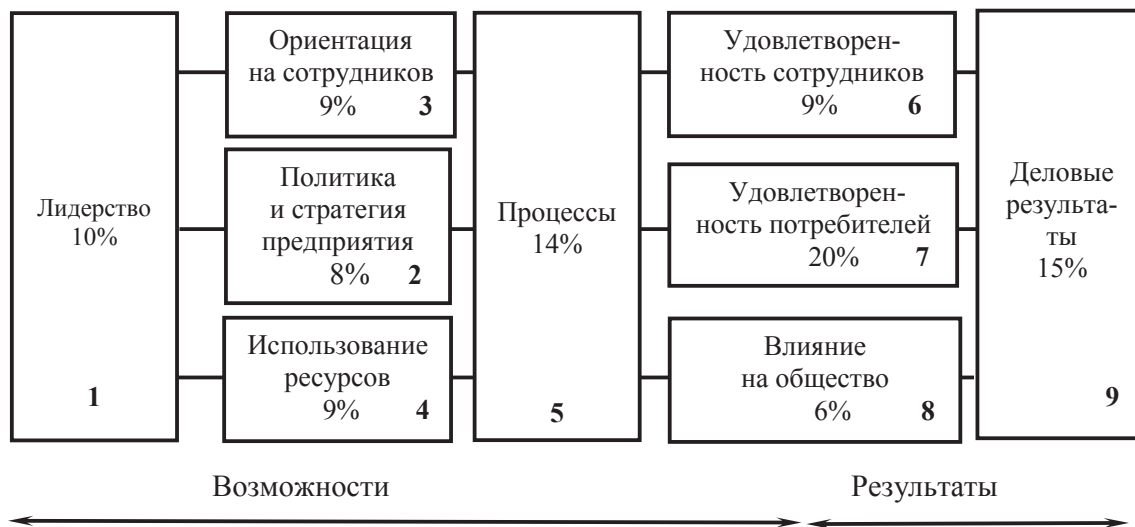 Лидерство
10%
1
Ориентация
на сотрудников
9% 3
Политика
и стратегия
предприятия
8% 2
Использование
ресурсов
9% 4
Процессы
14%
5
Удовлетворен-
ность сотрудников
9% 6
Удовлетворен-
ность потребителей
20% 7
Влияние
на общество
6% 8
Деловые
результа-
ты
15%
9
Возможности
Результаты